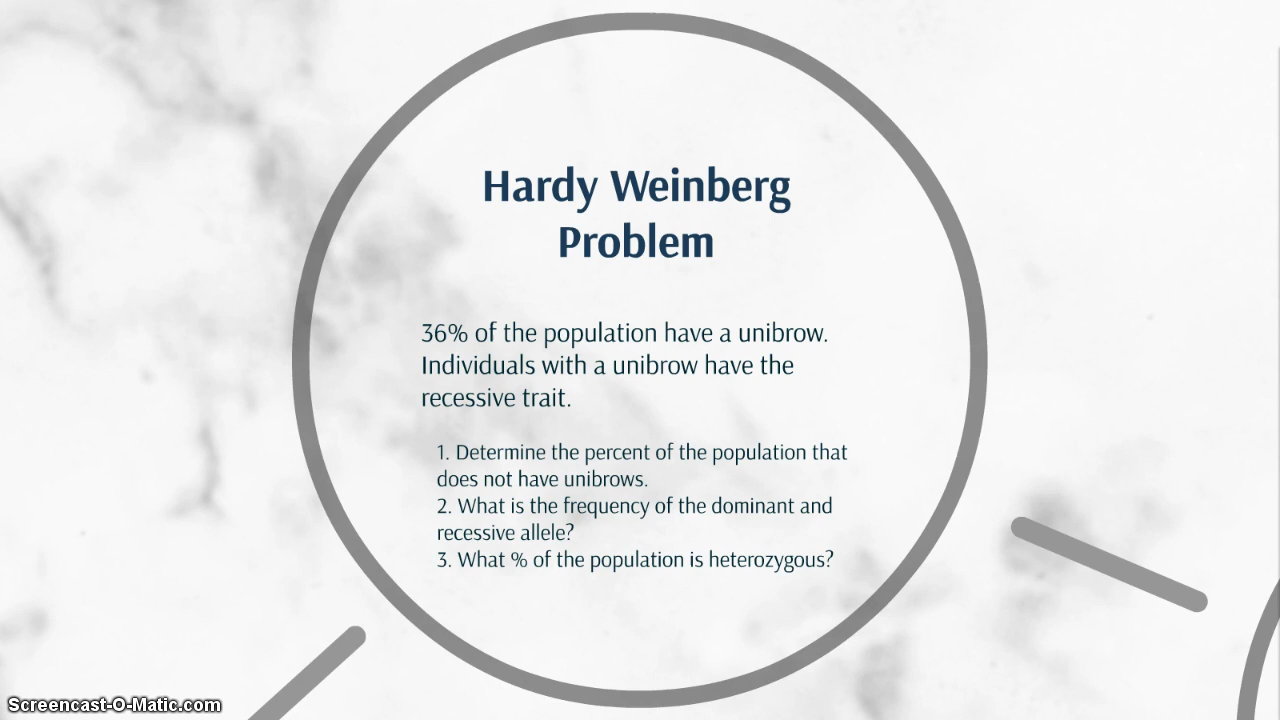 Hardy Weinberg
Problem
36% of the population have a unibrow.
Individuals with a unibrow have the
recessive trait.
1. Determine the percent of the population that
does not have unibrows.
2. What is the frequency of the dominant and
recessive allele?
3. What % of the population is heterozygous?
Screencast-O-Matic.com